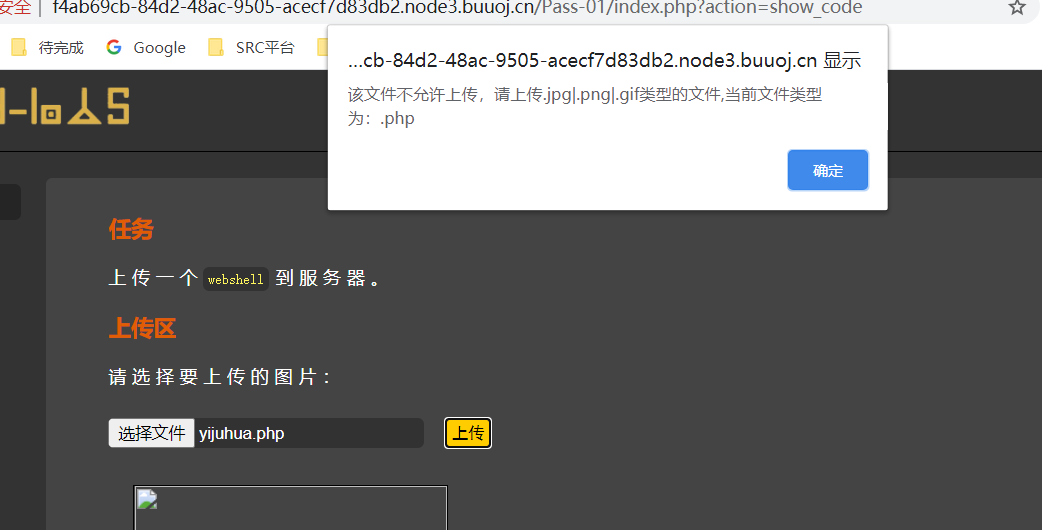 安全 | f4ab69cb-84d2-48ac-9505-acecf7d83db2.node3.buuoj.cn/Pass-01/index.php?action=show_code
待完成 Google SRC平台
...cb-84d2-48ac-9505-acecf7d83db2.node3.buuoj.cn 显示
该文件不允许上传，请上传.jpg|.png|.gif类型的文件,当前文件类型
为：.php
确定
任务
上传一个 webshell 到服务器。
上传区
请选择要上传的图片：
选择文件 yijuhua.php 上传